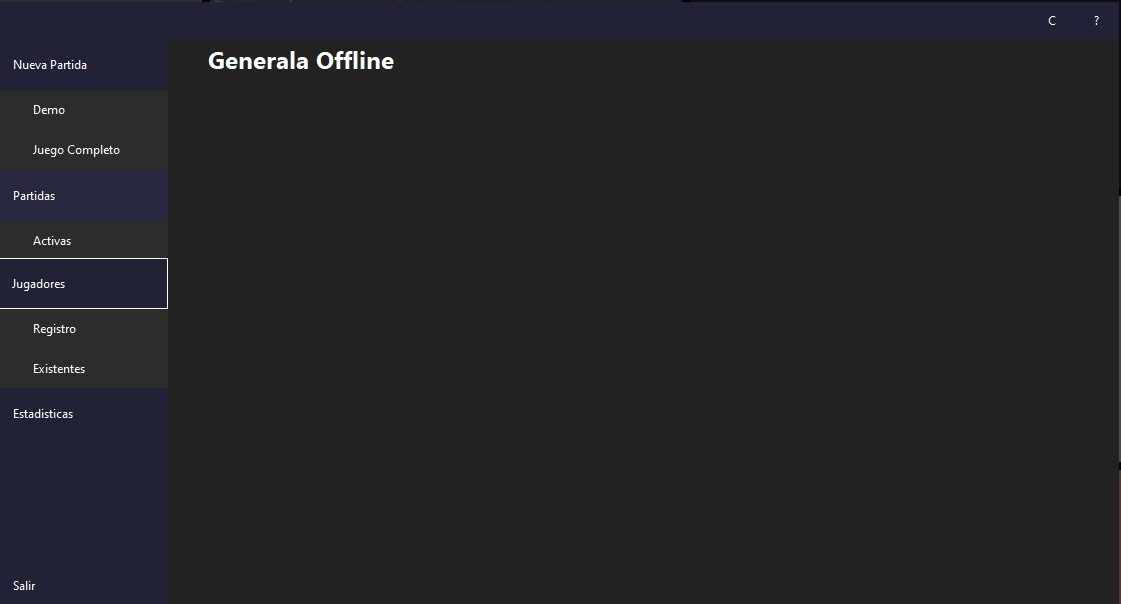 C ?
Nueva Partida
Generala Offline
Demo
Juego Completo
Partidas
Activas
Jugadores
Registro
Existentes
Estadisticas
Salir